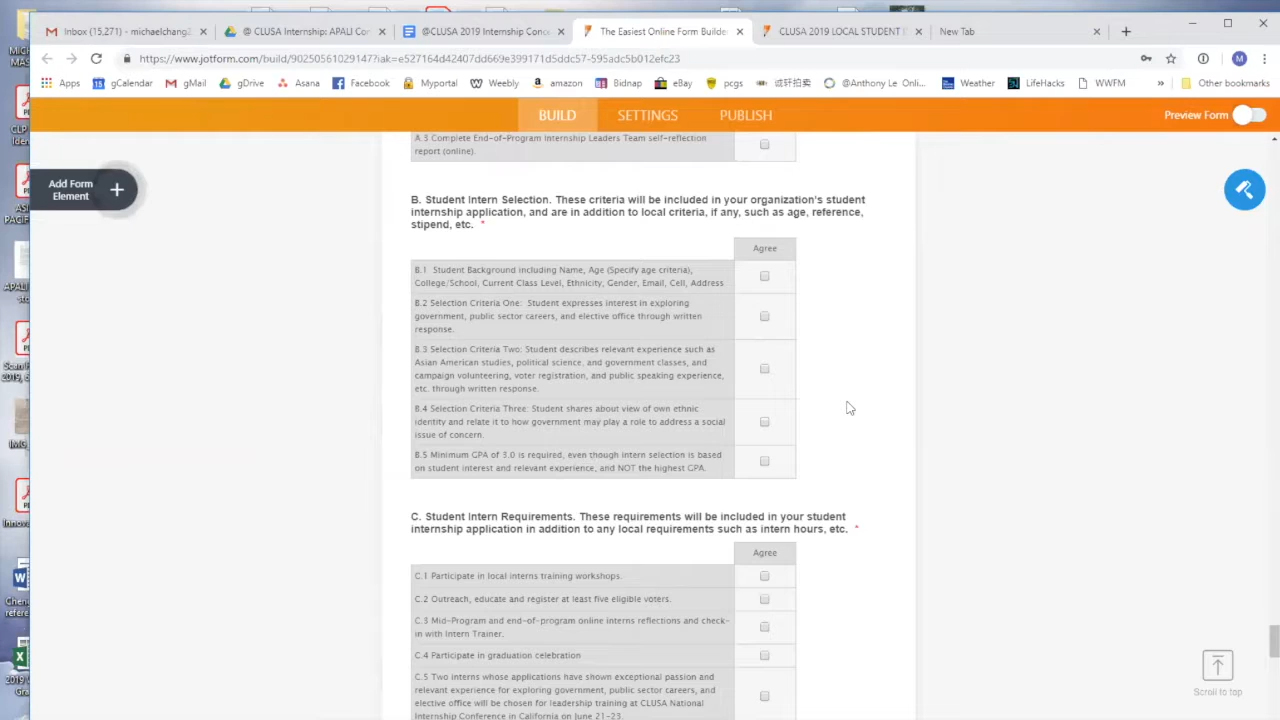 Inbox (15,271) - michaelchang2
@ CLUSA Internship: APALI Co
@CLUSA 2019 Internship Conce
The Easiest Online Form Builde
CLUSA 2019 LOCAL STUDENT I
New Tab
https://www.jotform.com/build/90250561029147?iak=e527164d42407dd669e399171d5ddc57-595adc5b012efc23
Apps
gCalendar
gMail
gDrive
Asana
Facebook
Myportal
Weebly
amazon
Bidnap
eBay
pcgs
诚轩拍卖
@Anthony Le Onli...
Weather
LifeHacks
WWFM
»
Other bookmarks
BUILD
SETTINGS
PUBLISH
Preview Form
Add Form
Element
A.3 Complete End-of-Program Internship Leaders Team self-reflection
report (online).
B. Student Intern Selection. These criteria will be included in your organization's student
internship application, and are in addition to local criteria, if any, such as age, reference,
stipend, etc. *
Agree
B.1 Student Background including Name, Age (Specify age criteria),
College/School, Current Class Level, Ethnicity, Gender, Email, Cell, Address
B.2 Selection Criteria One: Student expresses interest in exploring
government, public sector careers, and elective office through written
response.
B.3 Selection Criteria Two: Student describes relevant experience such as
Asian American studies, political science, and government classes, and
campaign volunteering, voter registration, and public speaking experience,
etc. through written response.
B.4 Selection Criteria Three: Student shares about view of own ethnic
identity and relate it to how government may play a role to address a social
issue of concern.
B.5 Minimum GPA of 3.0 is required, even though intern selection is based
on student interest and relevant experience, and NOT the highest GPA.
C. Student Intern Requirements. These requirements will be included in your student
internship application in addition to any local requirements such as intern hours, etc. *
Agree
C.1 Participate in local interns training workshops.
C.2 Outreach, educate and register at least five eligible voters.
C.3 Mid-Program and end-of-program online interns reflections and check-
in with Intern Trainer.
C.4 Participate in graduation celebration
C.5 Two interns whose applications have shown exceptional passion and
relevant experience for exploring government, public sector careers, and
elective office will be chosen for leadership training at CLUSA National
Internship Conference in California on June 21-23.
Scroll to top